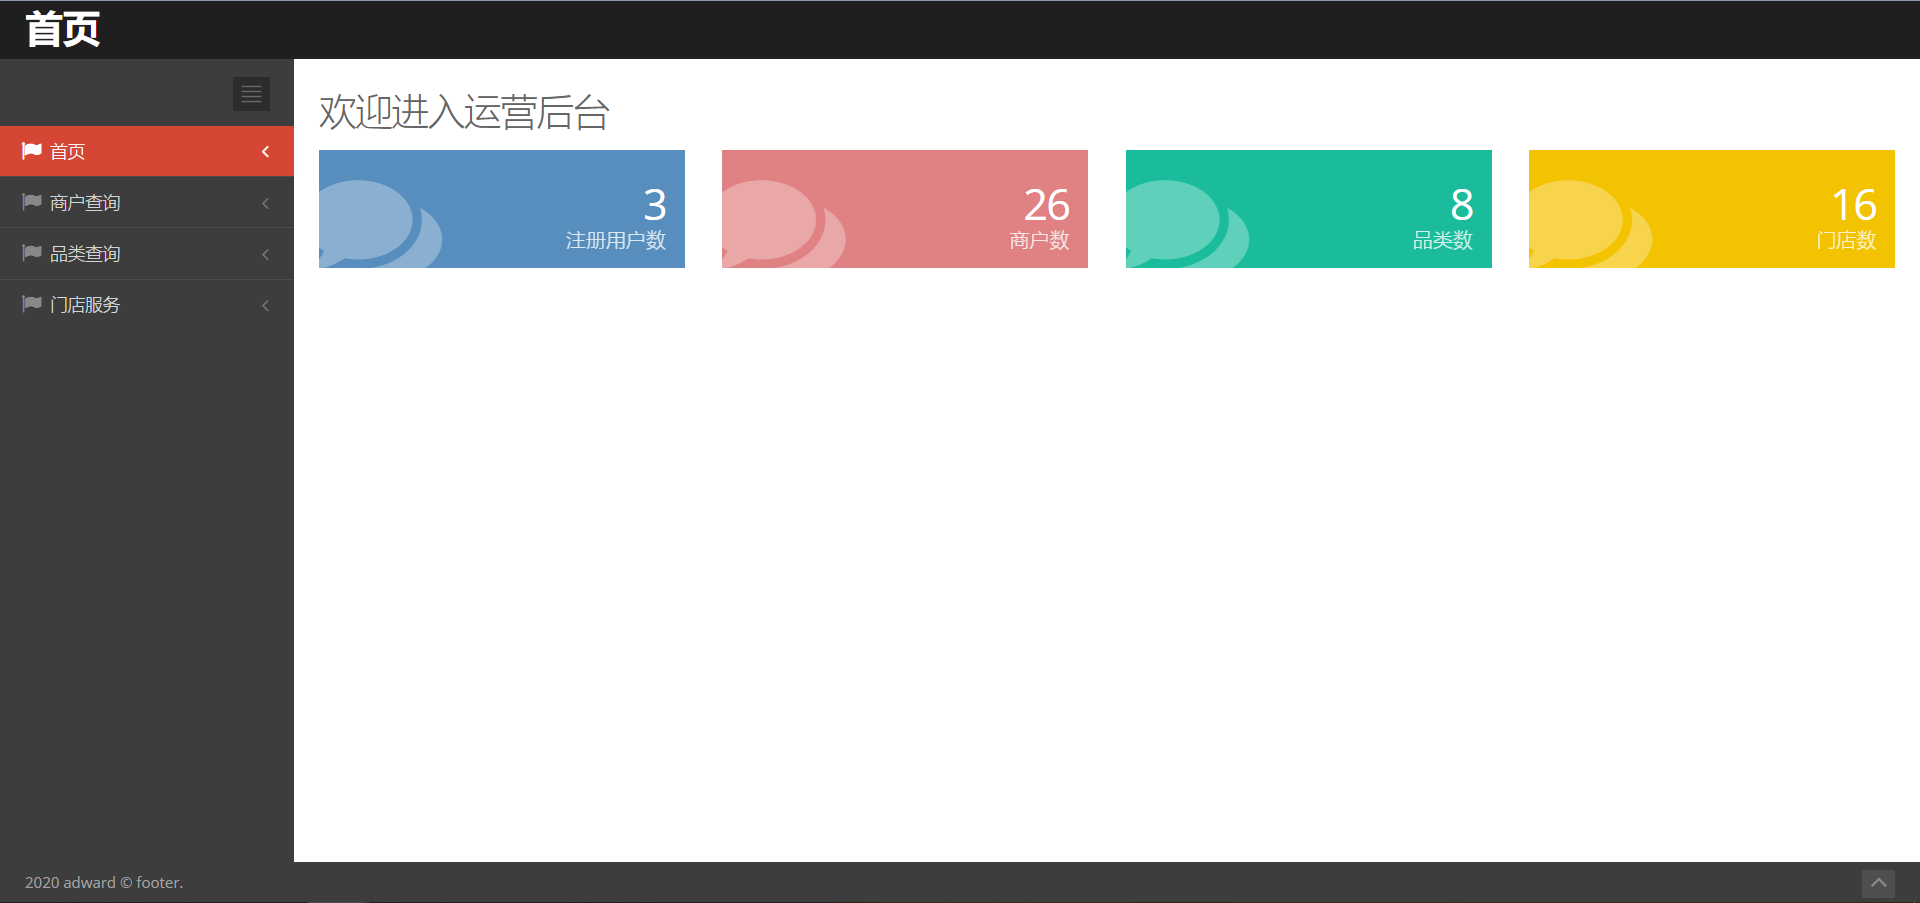 首页
首页
商户查询
品类查询
门店服务
欢迎进入运营后台
3
注册用户数
26
商户数
8
品类数
16
门店数
2020 adward © footer.